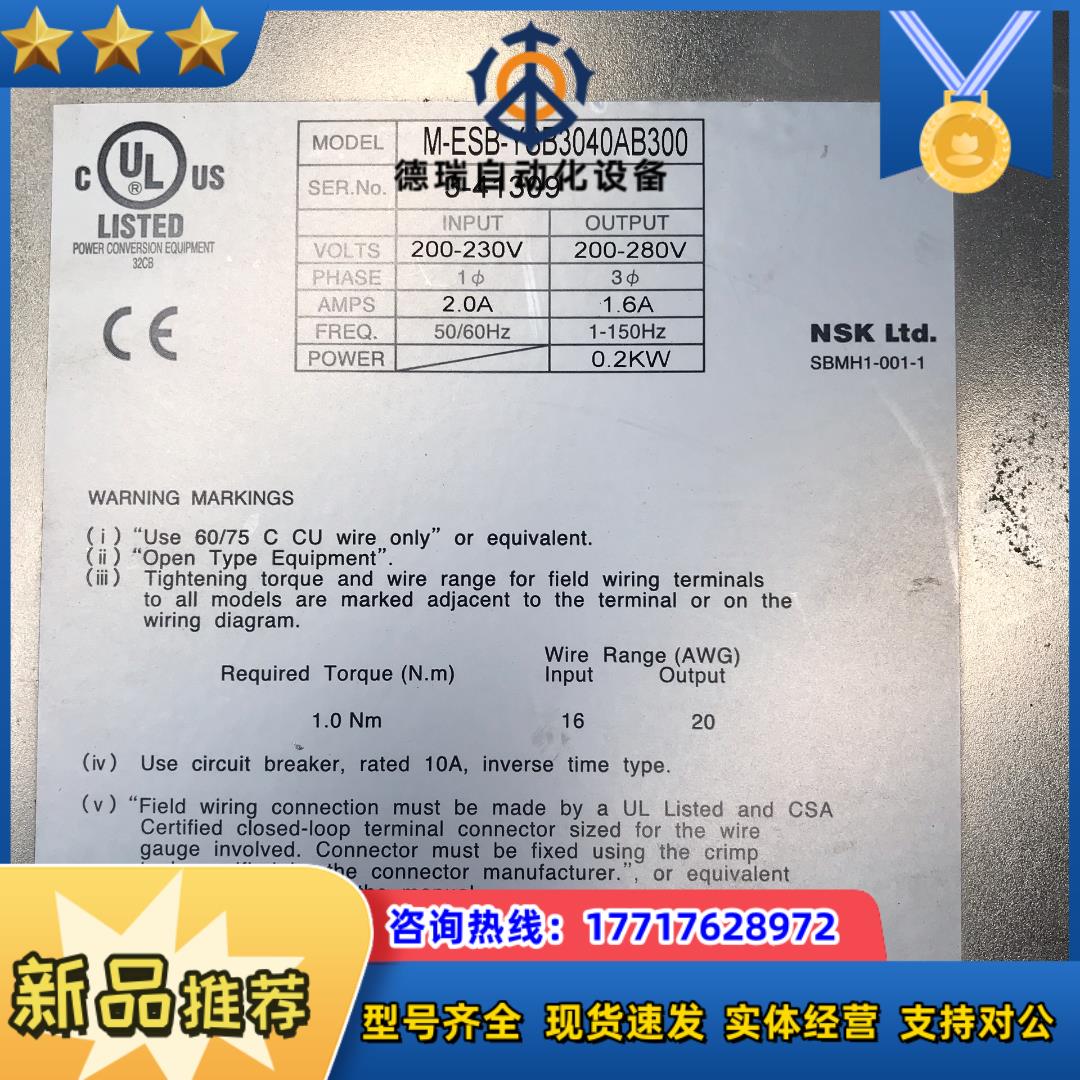 MODEL M-ESB-YSB3040AB300
德瑞自动化设备
SER.No.
INPUT OUTPUT
VOLTS 200-230V 200-280V
PHASE 1φ 3φ
AMPS 2.0A 1.6A
FREQ. 50/60Hz 1-150Hz
POWER 0.2KW
C UL US
®
LISTED
POWER CONVERSION EQUIPMENT
32CB
CE
NSK Ltd.
SBMH1-001-1
WARNING MARKINGS
(i) “Use 60/75 C CU wire only” or equivalent.
(ii) “Open Type Equipment”.
(iii) Tightening torque and wire range for field wiring terminals
to all models are marked adjacent to the terminal or on the
wiring diagram.
Wire Range (AWG)
Required Torque (N.m) Input Output
1.0 Nm 16 20
(iv) Use circuit breaker, rated 10A, inverse time type.
(v) “Field wiring connection must be made by a UL Listed and CSA
Certified closed-loop terminal connector sized for the wire
gauge involved. Connector must be fixed using the crimp
the connector manufacturer.”, or equivalent
咨询热线：17717628972
新品推荐
型号齐全 现货速发 实体经营 支持对公